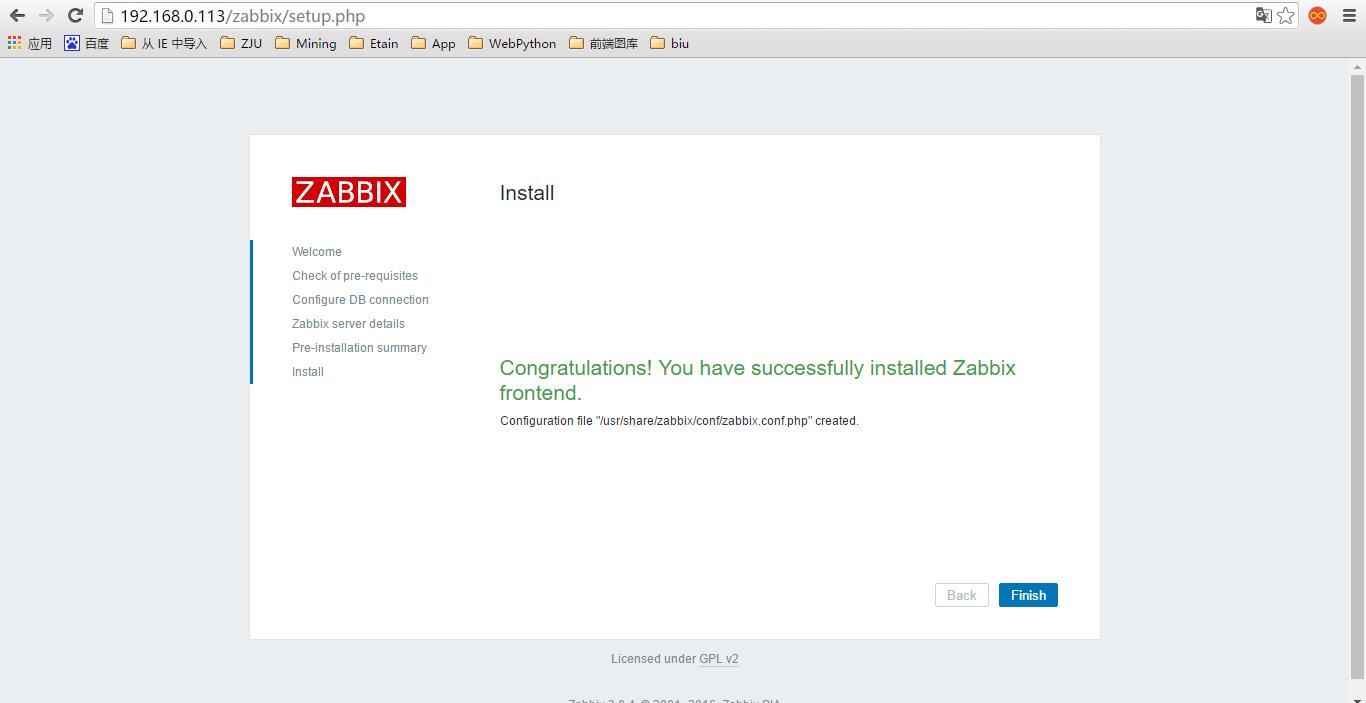 192.168.0.113/zabbix/setup.php
应用 百度 从 IE 中导入 ZJU Mining Etain App WebPython 前端图库 biu
ZABBIX
Install
Welcome
Check of pre-requisites
Configure DB connection
Zabbix server details
Pre-installation summary
Install
Congratulations! You have successfully installed Zabbix
frontend.
Configuration file "/usr/share/zabbix/conf/zabbix.conf.php" created.
Back Finish
Licensed under GPL v2